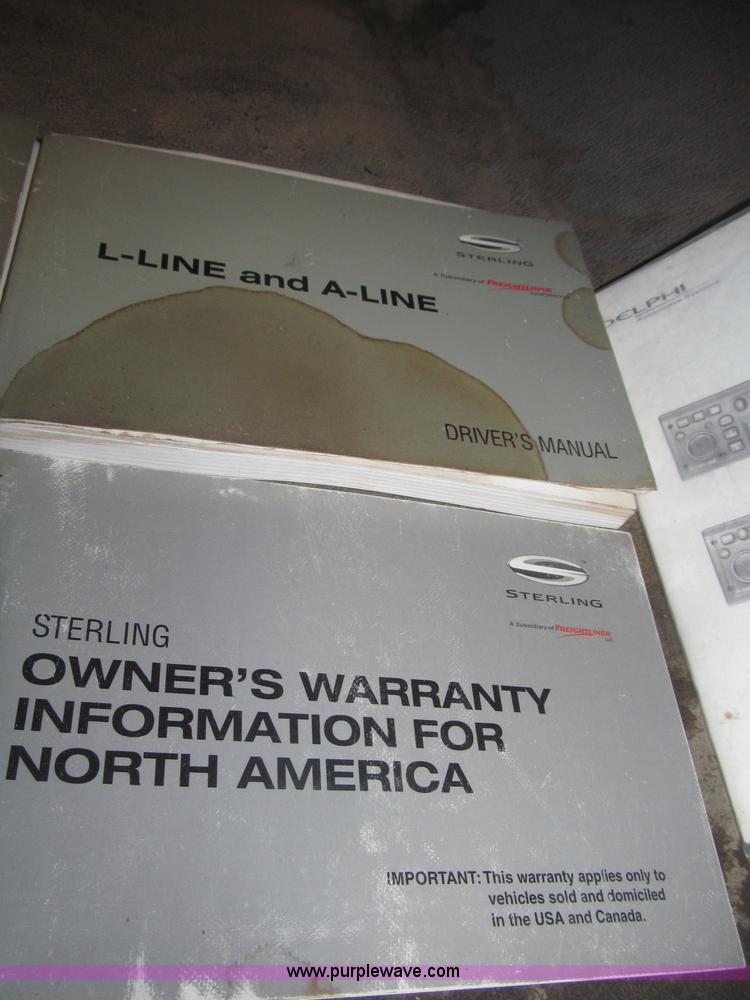 STERLING
A Subsidiary of FREIGHTLINER
L-LINE and A-LINE
DRIVER'S MANUAL
DELPHI
STERLING
A Subsidiary of FREIGHTLINER
LLC
STERLING
OWNER'S WARRANTY
INFORMATION FOR
NORTH AMERICA
IMPORTANT: This warranty applies only to
vehicles sold and domiciled
in the USA and Canada.
www.purplewave.com